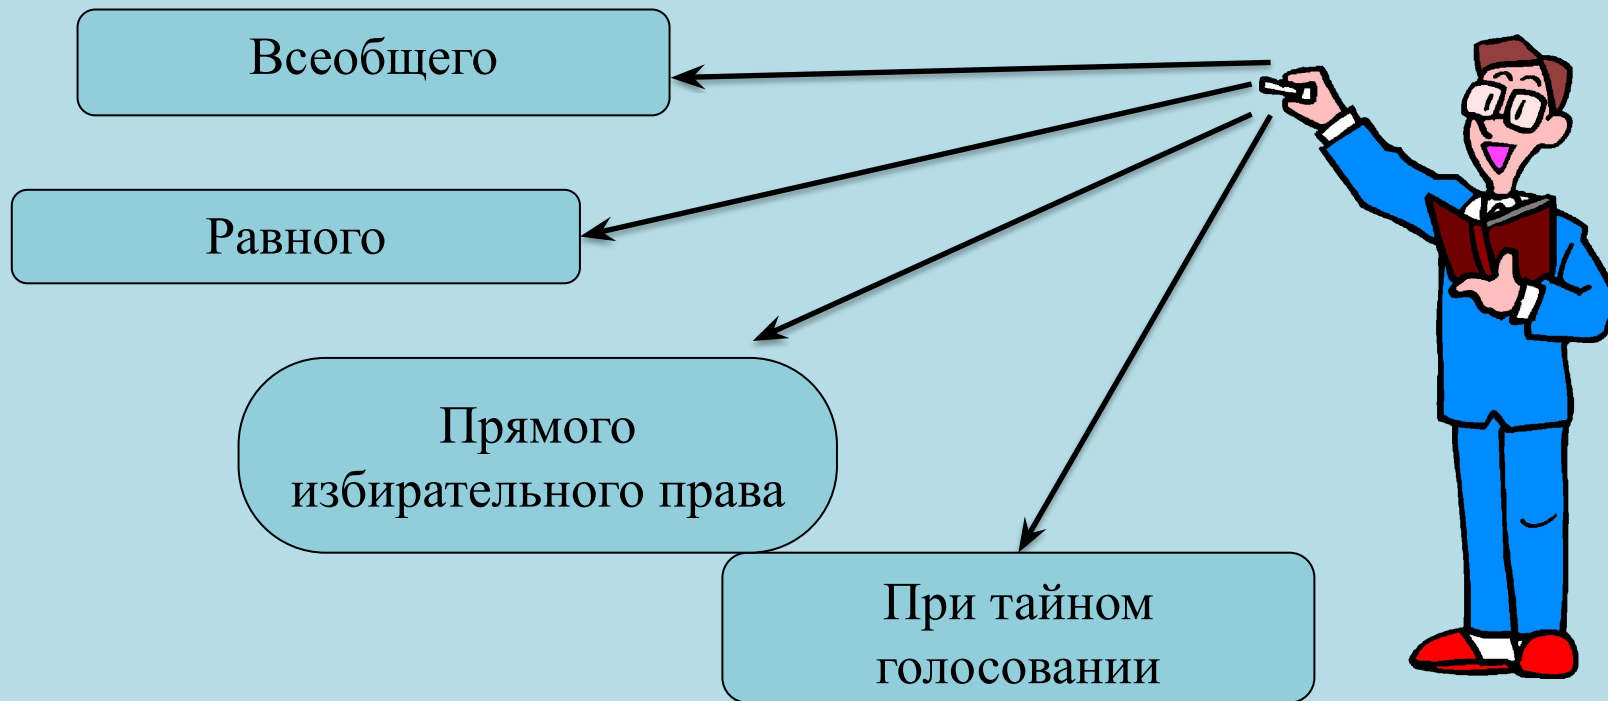 Всеобщего
Равного
Прямого
избирательного права
При тайном
голосовании